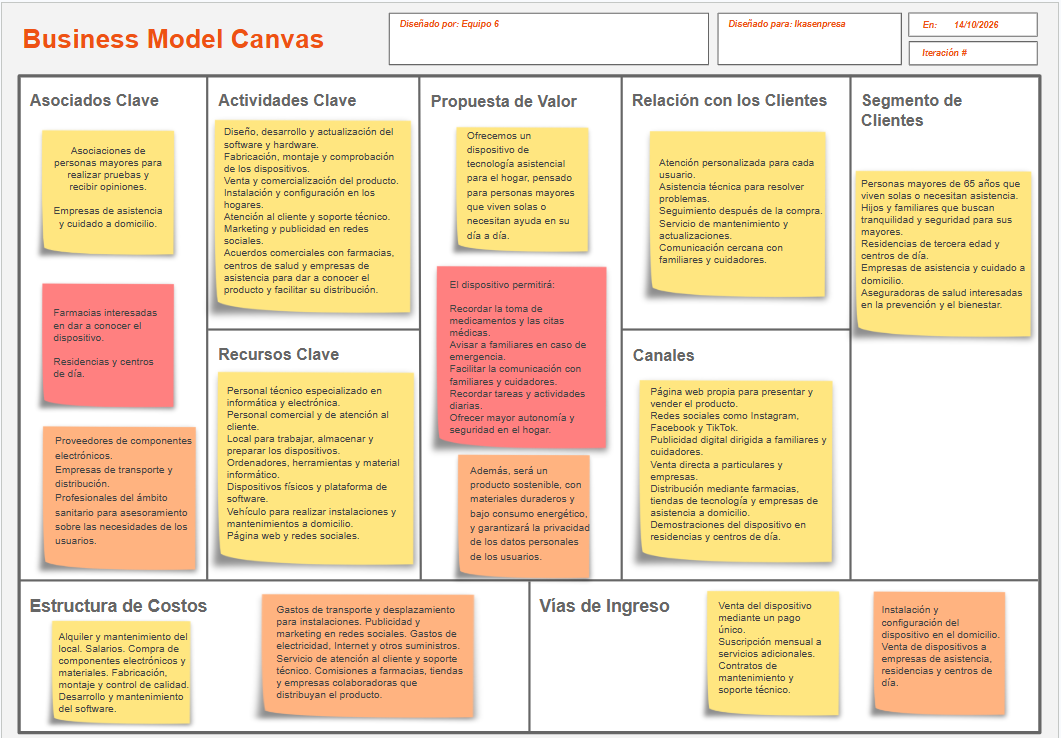 Business Model Canvas
Diseñado por: Equipo 6
Diseñado para: Ikasenpresa
En: 14/10/2026
Iteración #
Asociados Clave
Asociaciones de
personas mayores para
realizar pruebas y
recibir opiniones.
Empresas de asistencia
y cuidado a domicilio.
Farmacias interesadas
en dar a conocer el
dispositivo.
Residencias y centros
de día.
Proveedores de componentes
electrónicos.
Empresas de transporte y
distribución.
Profesionales del ámbito
sanitario para asesoramiento
sobre las necesidades de los
usuarios.
Actividades Clave
Diseño, desarrollo y actualización del
software y hardware.
Fabricación, montaje y comprobación
de los dispositivos.
Venta y comercialización del producto.
Instalación y configuración en los
hogares.
Atención al cliente y soporte técnico.
Marketing y publicidad en redes
sociales.
Acuerdos comerciales con farmacias,
centros de salud y empresas de
asistencia para dar a conocer el
producto y facilitar su distribución.
Recursos Clave
Personal técnico especializado en
informática y electrónica.
Personal comercial y de atención al
cliente.
Local para trabajar, almacenar y
preparar los dispositivos.
Ordenadores, herramientas y material
informático.
Dispositivos físicos y plataforma de
software.
Vehículo para realizar instalaciones y
mantenimientos a domicilio.
Página web y redes sociales.
Propuesta de Valor
Ofrecemos un
dispositivo de
tecnología asistencial
para el hogar, pensado
para personas mayores
que viven solas o
necesitan ayuda en su
día a día.
El dispositivo permitirá:
Recordar la toma de
medicamentos y las citas
médicas.
Avisar a familiares en caso de
emergencia.
Facilitar la comunicación con
familiares y cuidadores.
Recordar tareas y actividades
diarias.
Ofrecer mayor autonomía y
seguridad en el hogar.
Además, será un
producto sostenible, con
materiales duraderos y
bajo consumo energético,
y garantizará la privacidad
de los datos personales
de los usuarios.
Relación con los Clientes
Atención personalizada para cada
usuario.
Asistencia técnica para resolver
problemas.
Seguimiento después de la compra.
Servicio de mantenimiento y
actualizaciones.
Comunicación cercana con
familiares y cuidadores.
Canales
Página web propia para presentar y
vender el producto.
Redes sociales como Instagram,
Facebook y TikTok.
Publicidad digital dirigida a familiares y
cuidadores.
Venta directa a particulares y
empresas.
Distribución mediante farmacias,
tiendas de tecnología y empresas de
asistencia a domicilio.
Demostraciones del dispositivo en
residencias y centros de día.
Segmento de
Clientes
Personas mayores de 65 años que
viven solas o necesitan asistencia.
Hijos y familiares que buscan
tranquilidad y seguridad para sus
mayores.
Residencias de tercera edad y
centros de día.
Empresas de asistencia y cuidado a
domicilio.
Aseguradoras de salud interesadas
en la prevención y el bienestar.
Estructura de Costos
Alquiler y mantenimiento del
local. Salarios. Compra de
componentes electrónicos y
materiales. Fabricación,
montaje y control de calidad.
Desarrollo y mantenimiento
del software.
Gastos de transporte y desplazamiento
para instalaciones. Publicidad y
marketing en redes sociales. Gastos de
electricidad, Internet y otros suministros.
Servicio de atención al cliente y soporte
técnico. Comisiones a farmacias, tiendas
y empresas colaboradoras que
distribuyan el producto.
Vías de Ingreso
Venta del dispositivo
mediante un pago
único.
Suscripción mensual a
servicios adicionales.
Contratos de
mantenimiento y
soporte técnico.
Instalación y
configuración del
dispositivo en el domicilio.
Venta de dispositivos a
empresas de asistencia,
residencias y centros de
día.